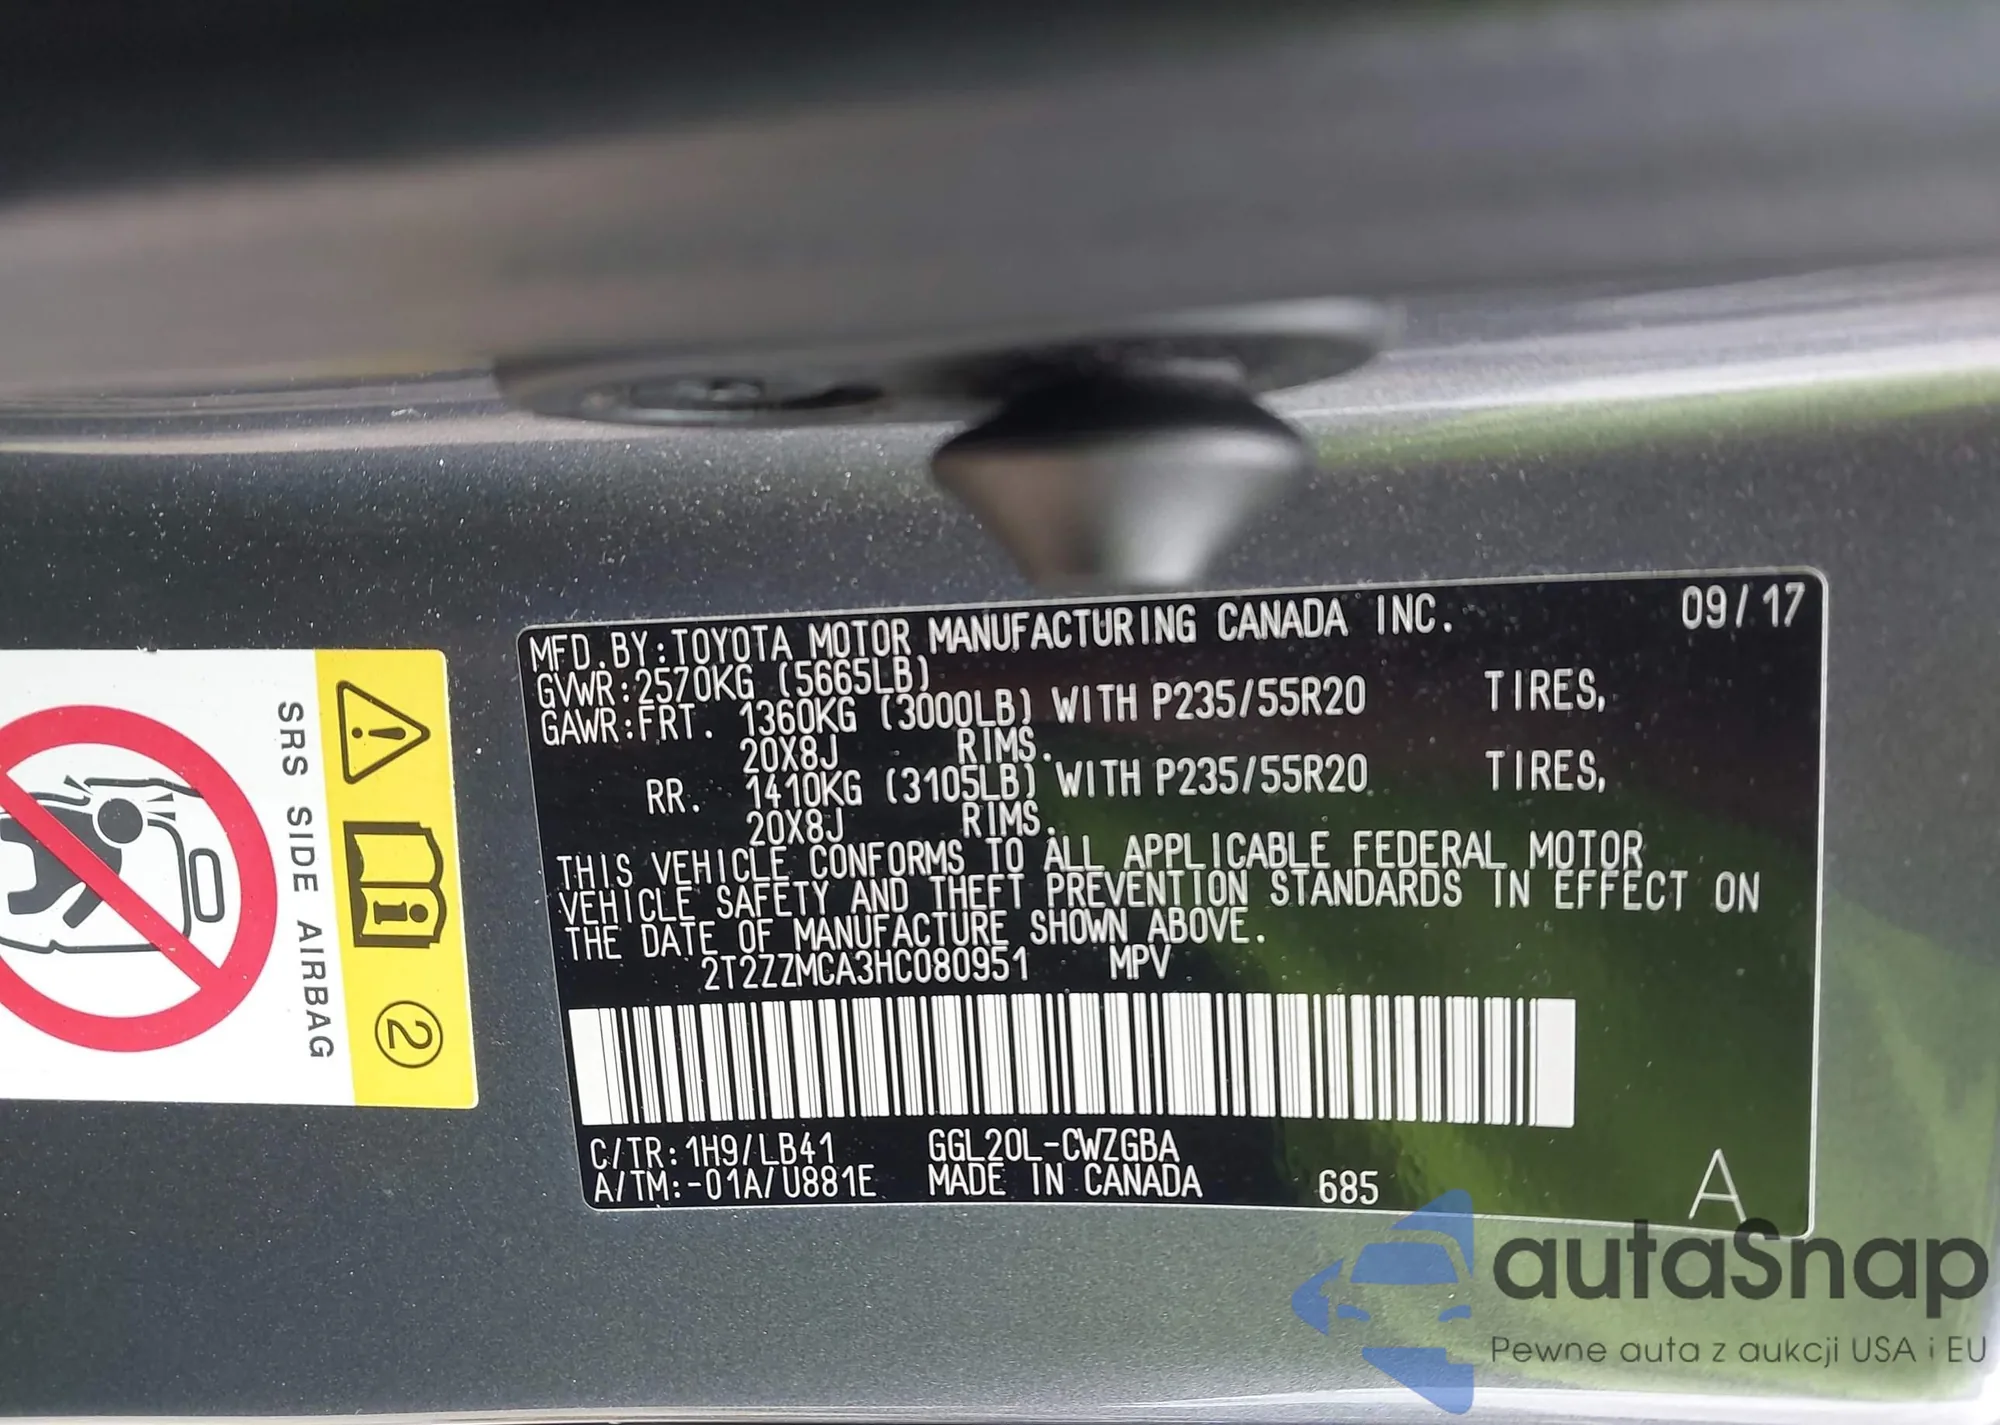 MFD.BY:TOYOTA MOTOR MANUFACTURING CANADA INC. 09/17
GVWR:2570KG (5665LB)
GAWR:FRT. 1360KG (3000LB) WITH P235/55R20 TIRES,
20X8J RIMS.
RR. 1410KG (3105LB) WITH P235/55R20 TIRES,
20X8J RIMS.
THIS VEHICLE CONFORMS TO ALL APPLICABLE FEDERAL MOTOR
VEHICLE SAFETY AND THEFT PREVENTION STANDARDS IN EFFECT ON
THE DATE OF MANUFACTURE SHOWN ABOVE.
2T2ZZMCA3HC080951 MPV
C/TR:1H9/LB41 GGL20L-CWZGBA
A/TM:-01A/U881E MADE IN CANADA 685 A
SRS SIDE AIRBAG
2
autaSnap
Pewne auta z aukcji USA i EU